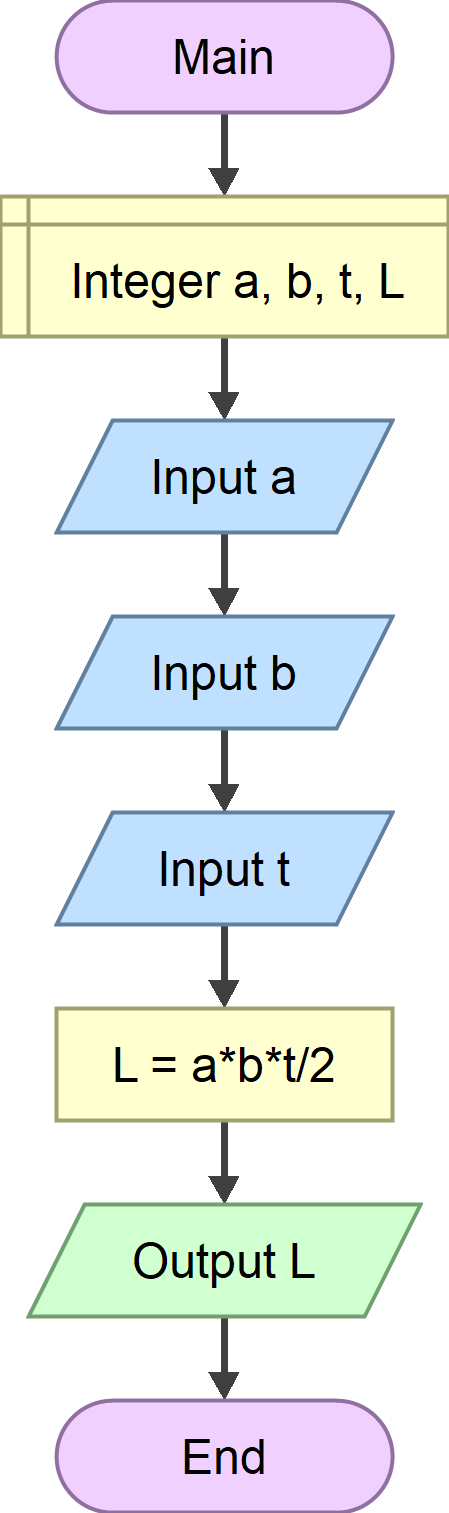 Main
Integer a, b, t, L
Input a
Input b
Input t
L = a*b*t/2
Output L
End